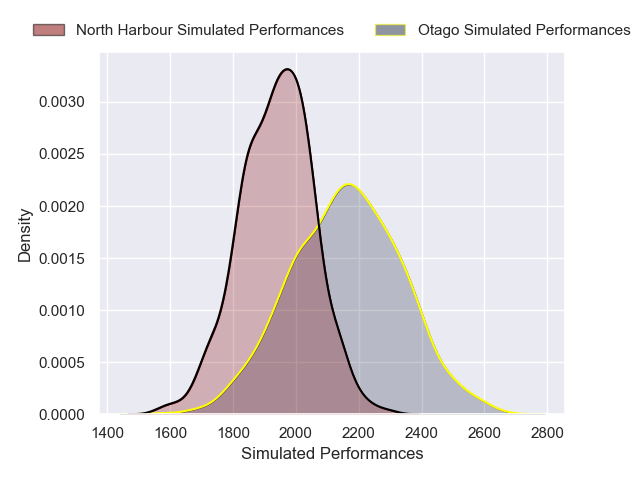 North Harbour Simulated Performances
Otago Simulated Performances
0.0030
0.0025
0.0020
0.0015
0.0010
0.0005
0.0000
Density
1400 1600 1800 2000 2200 2400 2600 2800
Simulated Performances